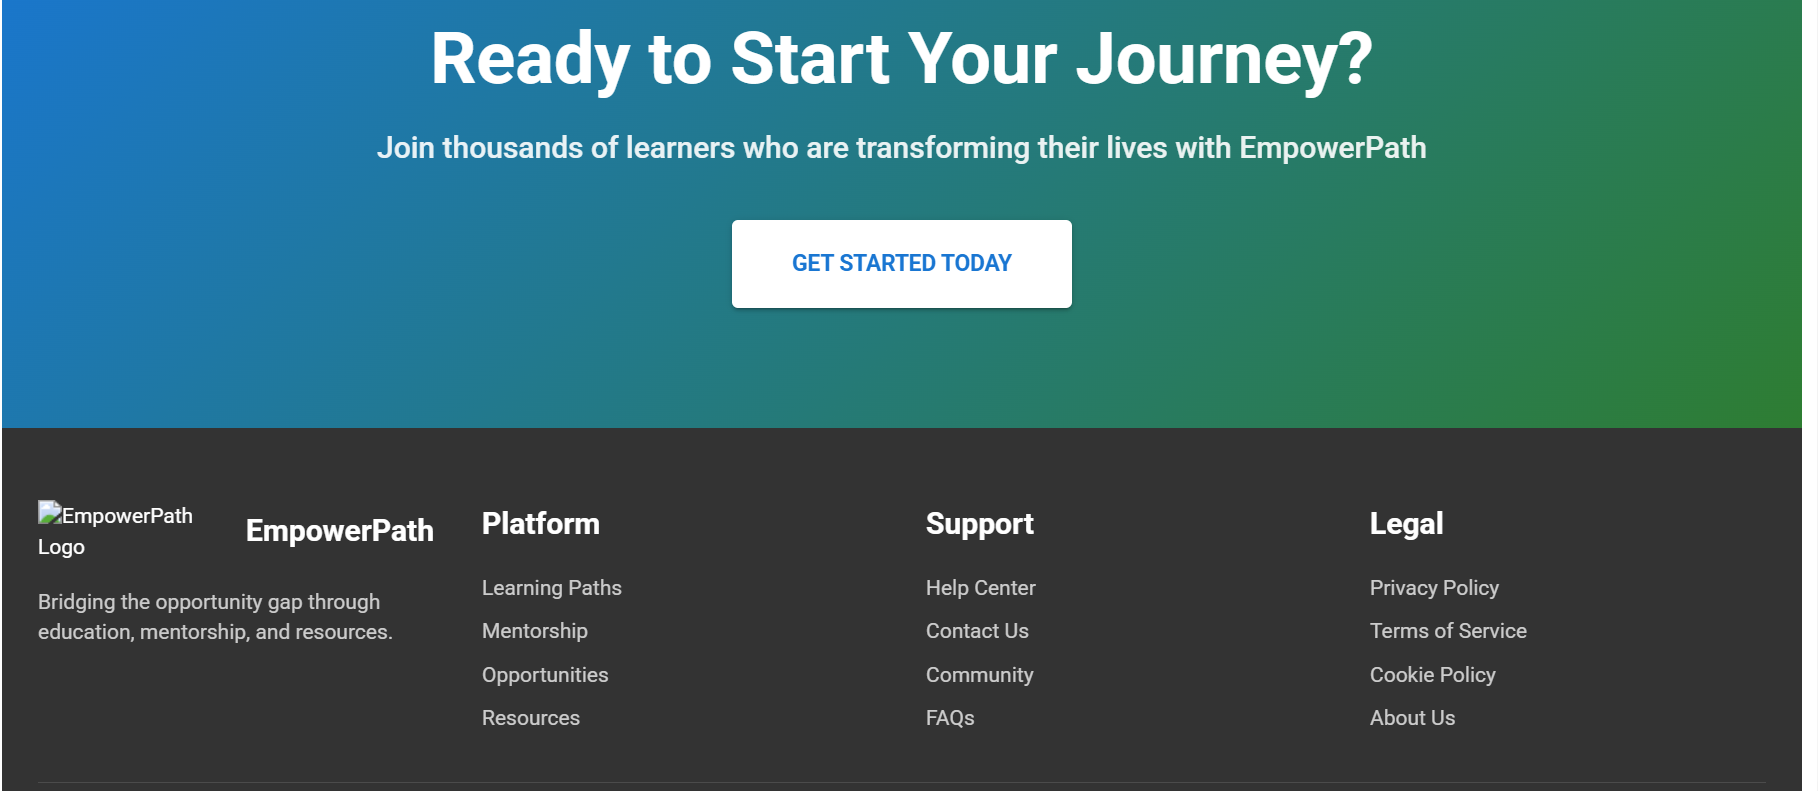 Ready to Start Your Journey?
Join thousands of learners who are transforming their lives with EmpowerPath
GET STARTED TODAY
EmpowerPath
Logo
EmpowerPath
Bridging the opportunity gap through
education, mentorship, and resources.
Platform
Learning Paths
Mentorship
Opportunities
Resources
Support
Help Center
Contact Us
Community
FAQs
Legal
Privacy Policy
Terms of Service
Cookie Policy
About Us